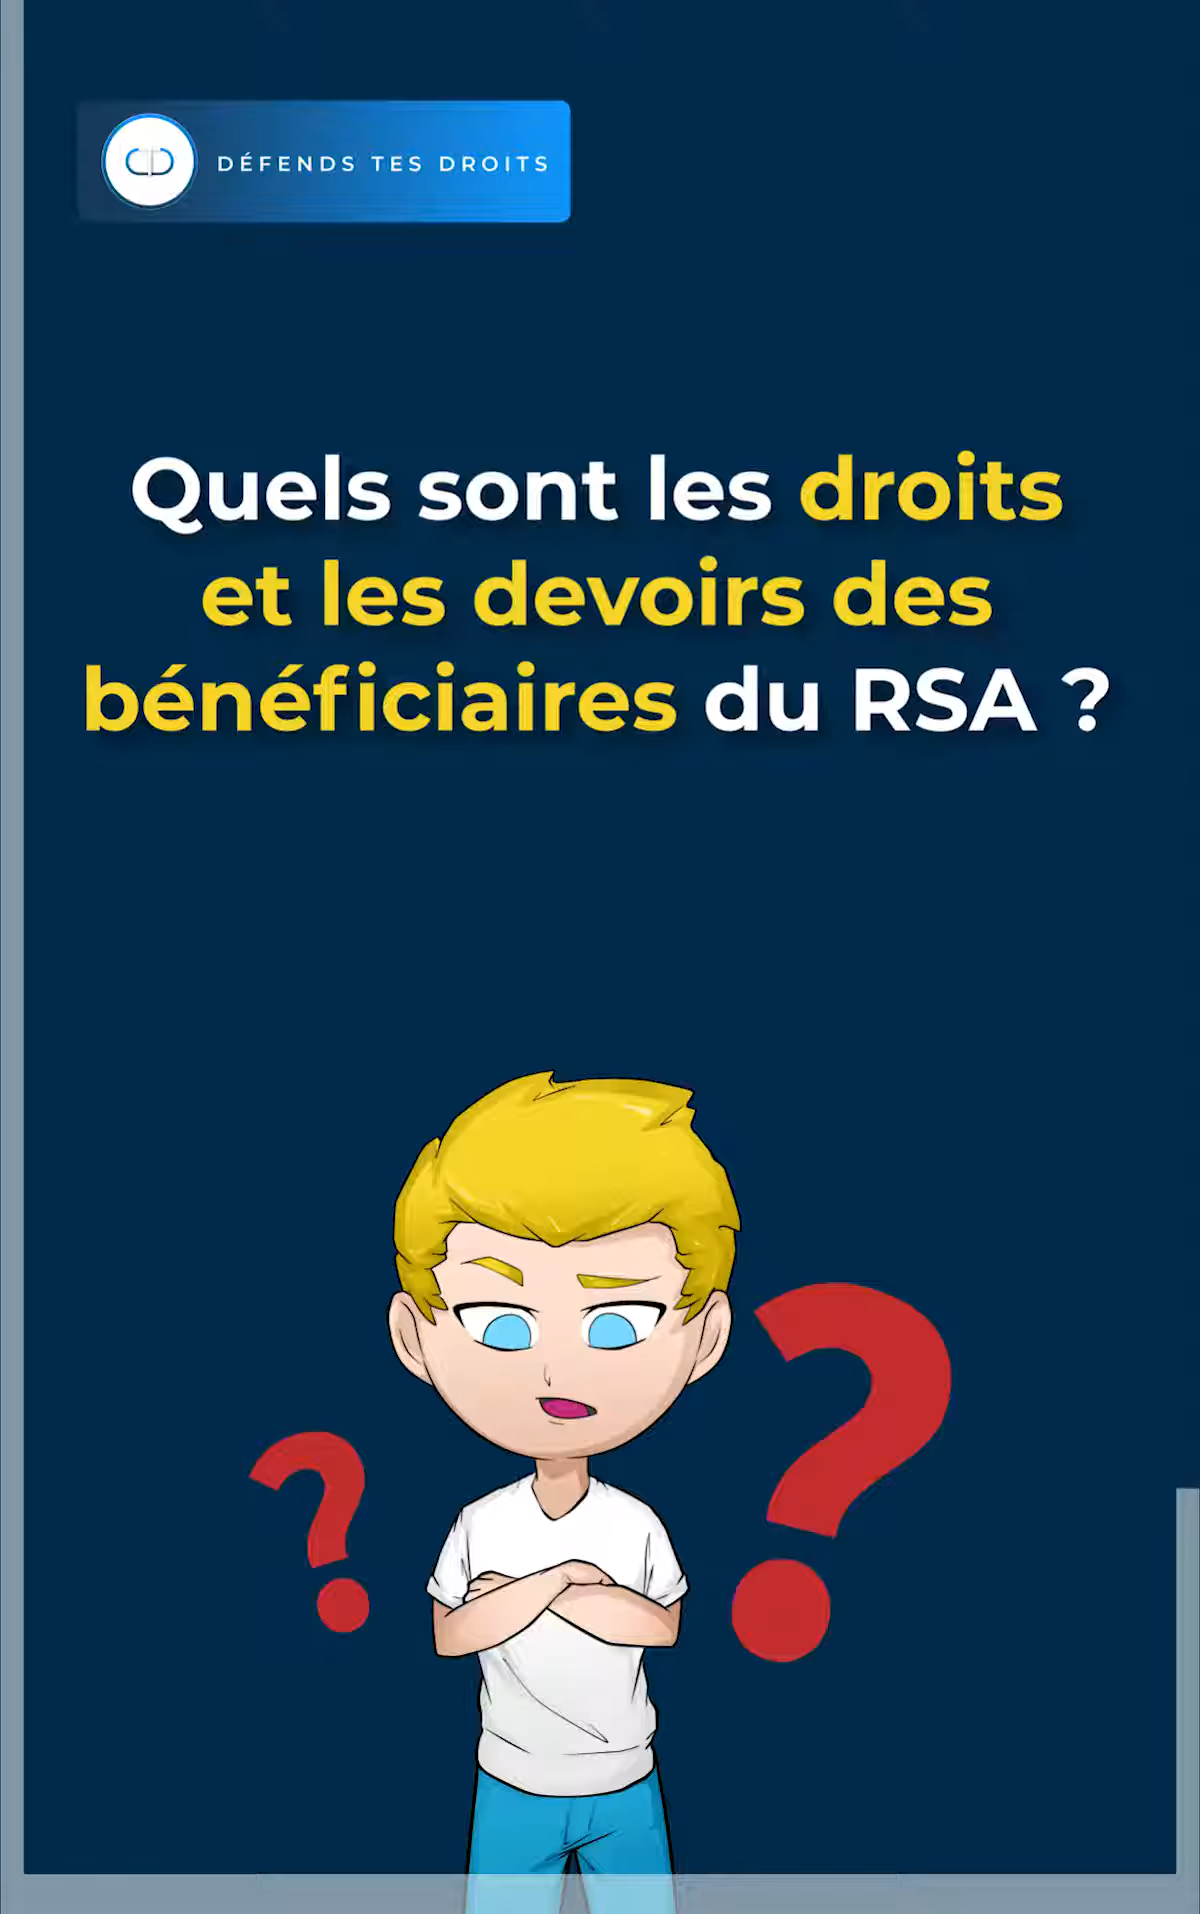 DÉFENDS TES DROITS
Quels sont les droits
et les devoirs des
bénéficiaires du RSA ?
? ?